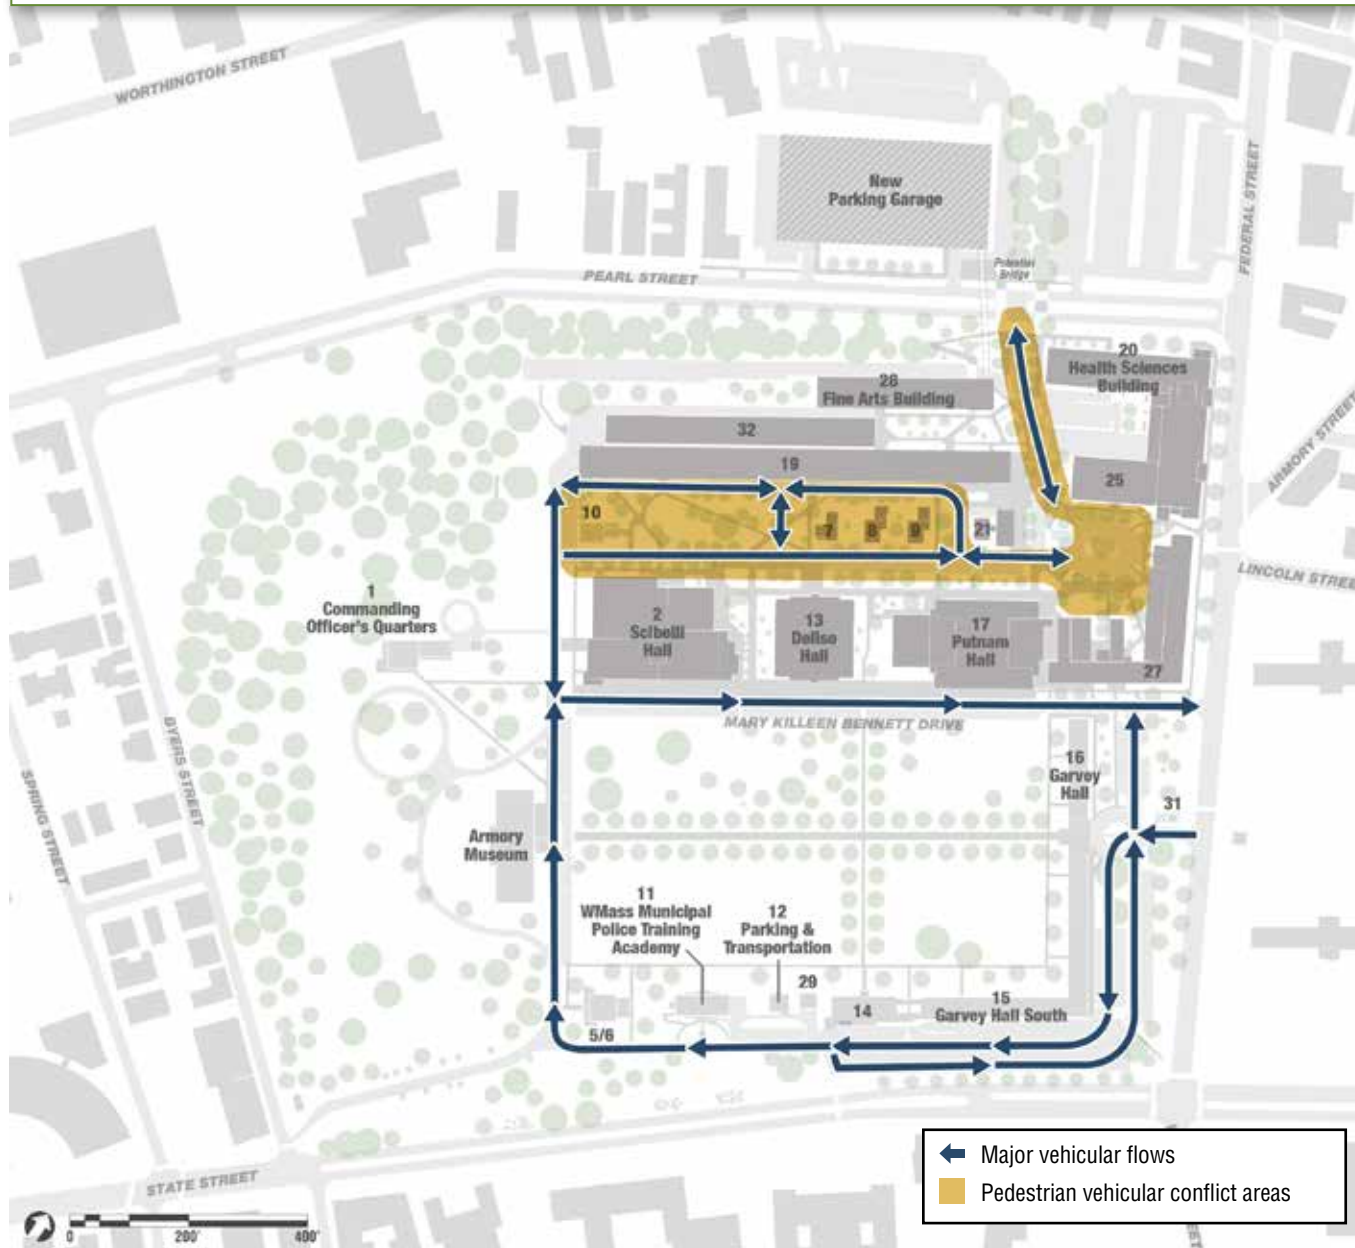 WORTHINGTON STREET
New
Parking Garage
FEDERAL STREET
PEARL STREET
Potential
Bridge
20
Health Sciences
Building
28
Fine Arts Building
ARMORY STREET
32
19
25
10
7
8
9
21
LINCOLN STREE
1
Commanding
Officer's Quarters
2
Scibelli
Hall
13
Deliso
Hall
17
Putnam
Hall
27
MARY KILLEEN BENNETT DRIVE
BYERS STREET
SPRING STREET
16
Garvey
Hall
31
Armory
Museum
11
WMass Municipal
Police Training
Academy
12
Parking &
Transportation
29
14
15
Garvey Hall South
5/6
STATE STREET
Major vehicular flows
Pedestrian vehicular conflict areas
0
200'
400'